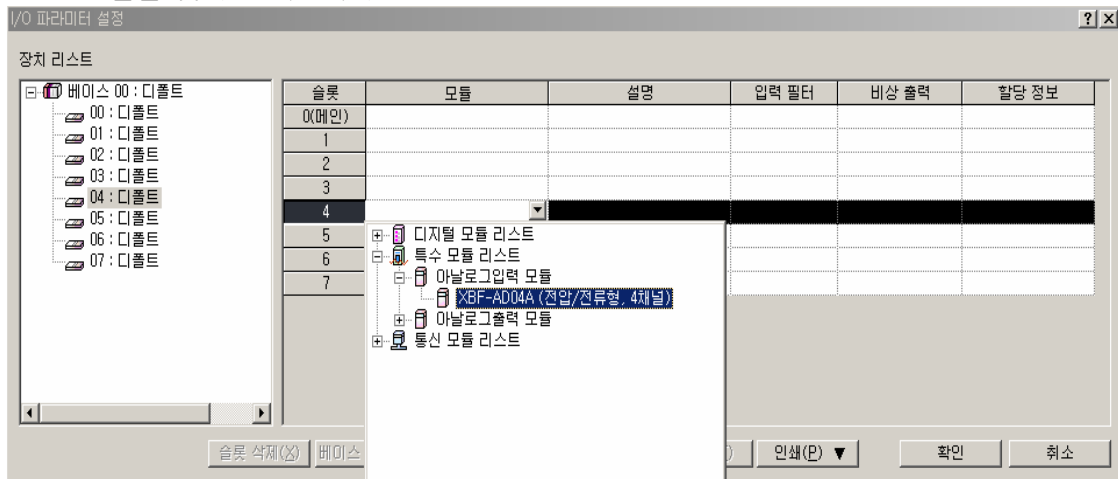 I/O 파라미터 설정
장치 리스트
베이스 00 : 디폴트
00 : 디폴트
01 : 디폴트
02 : 디폴트
03 : 디폴트
04 : 디폴트
05 : 디폴트
06 : 디폴트
07 : 디폴트
슬롯 모듈 설명 입력 필터 비상 출력 할당 정보
0(메인)
1
2
3
4
5
6
7
디지털 모듈 리스트
특수 모듈 리스트
아날로그입력 모듈
XBF-AD04A (전압/전류형, 4채널)
아날로그출력 모듈
통신 모듈 리스트
슬롯 삭제(X) 베이스 인쇄(P) ▼ 확인 취소